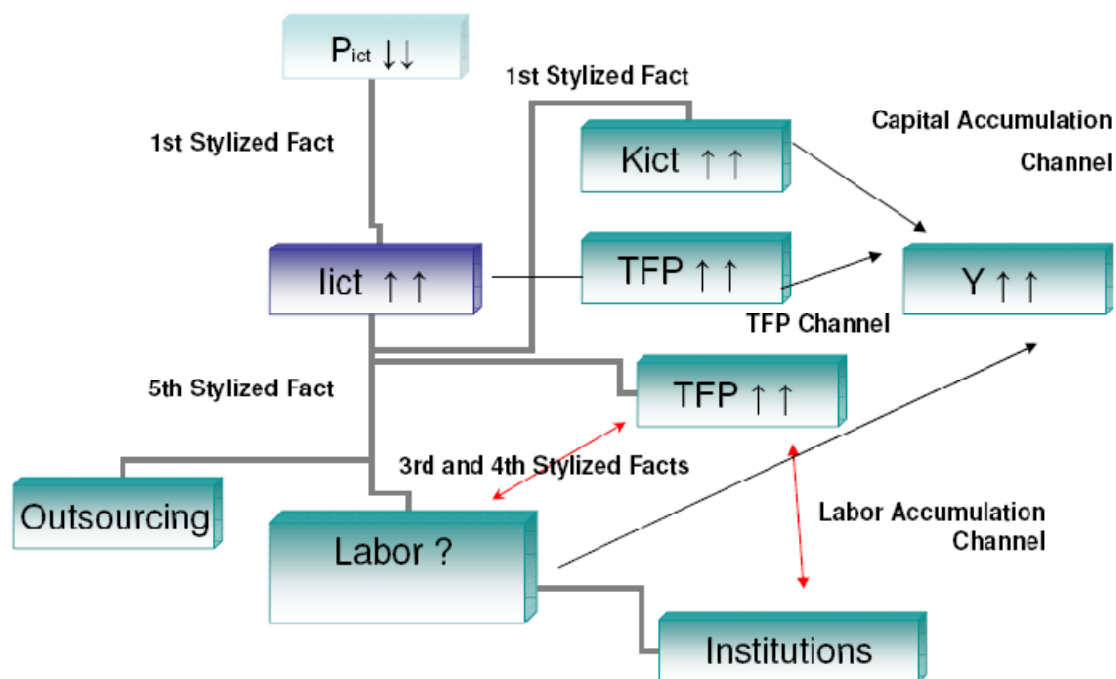 Pict ↓↓
1st Stylized Fact
1st Stylized Fact
Capital Accumulation
Channel
Kict ↑ ↑
Iict ↑ ↑
TFP ↑ ↑
Y ↑ ↑
TFP Channel
5th Stylized Fact
TFP ↑ ↑
3rd and 4th Stylized Facts
Outsourcing
Labor ?
Labor Accumulation
Channel
Institutions